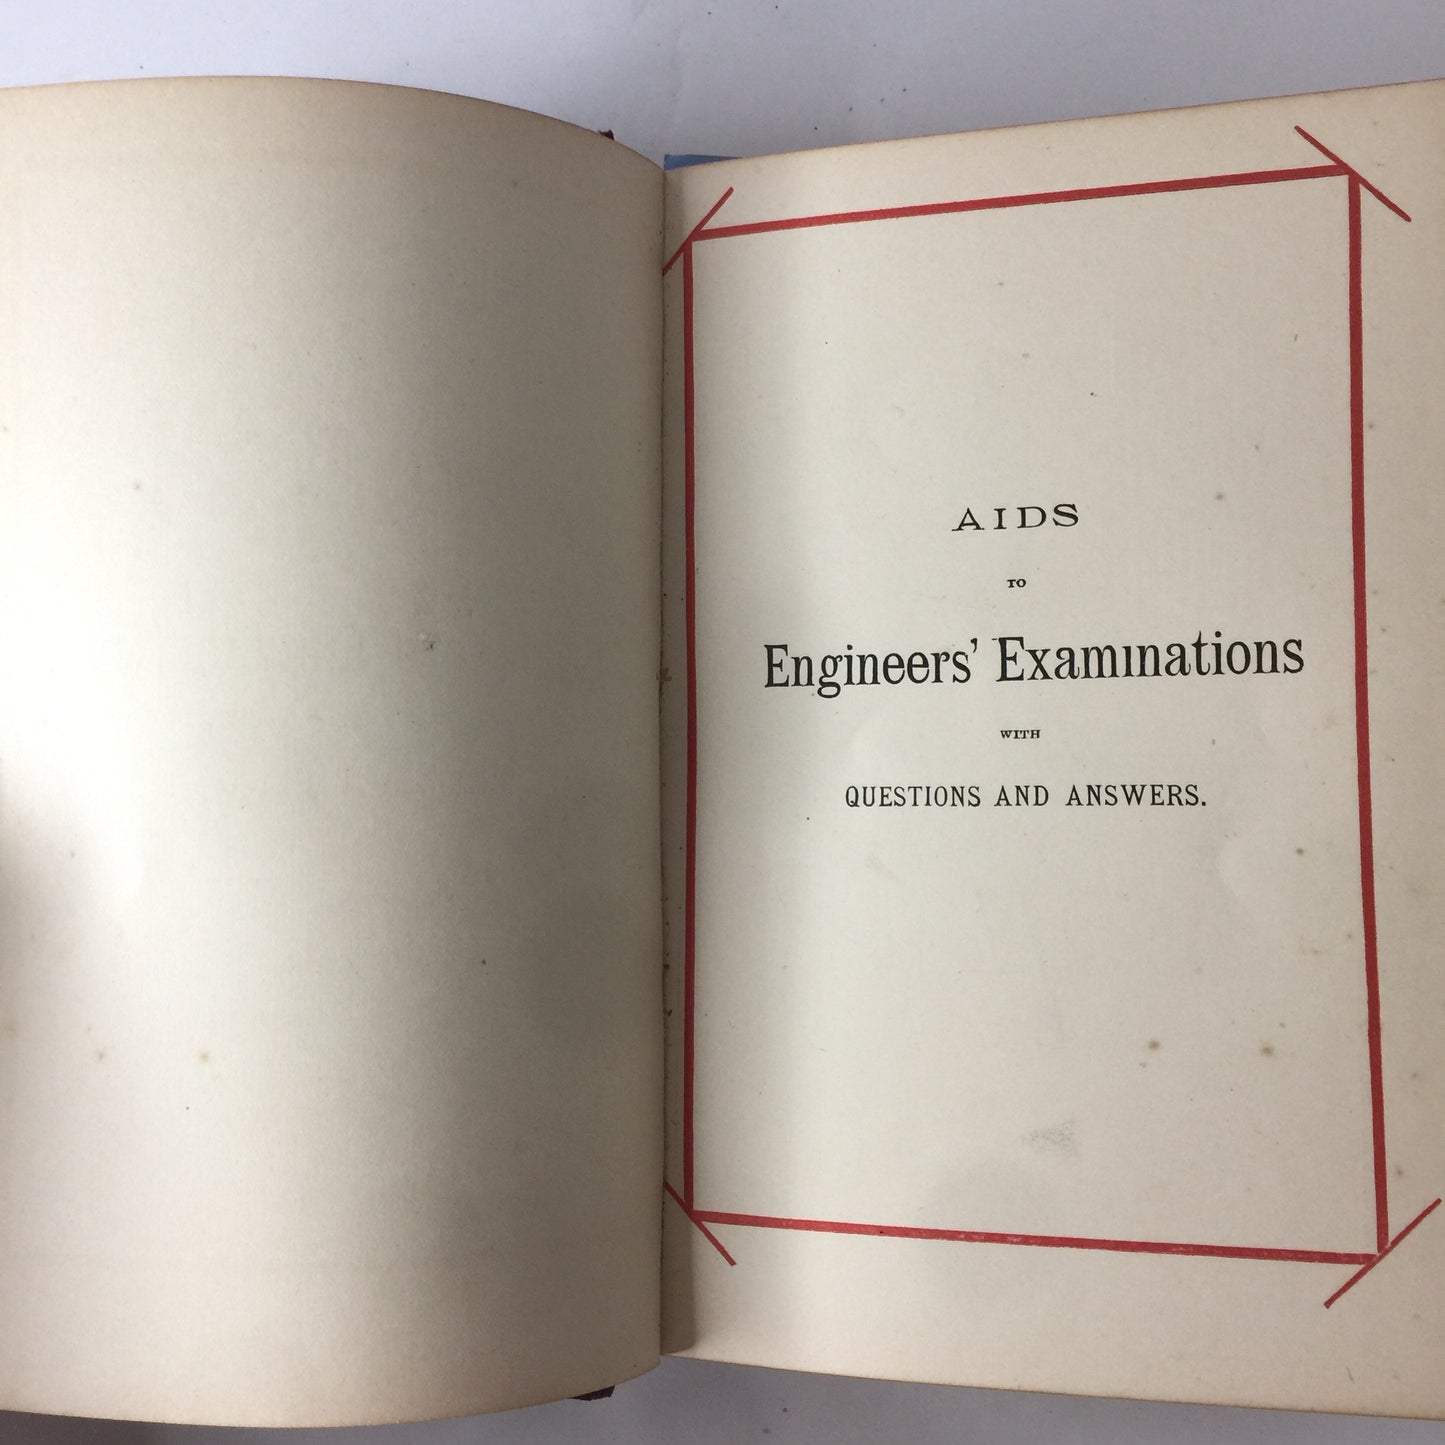 AIDS
TO
Engineers' Examinations
WITH
QUESTIONS AND ANSWERS.